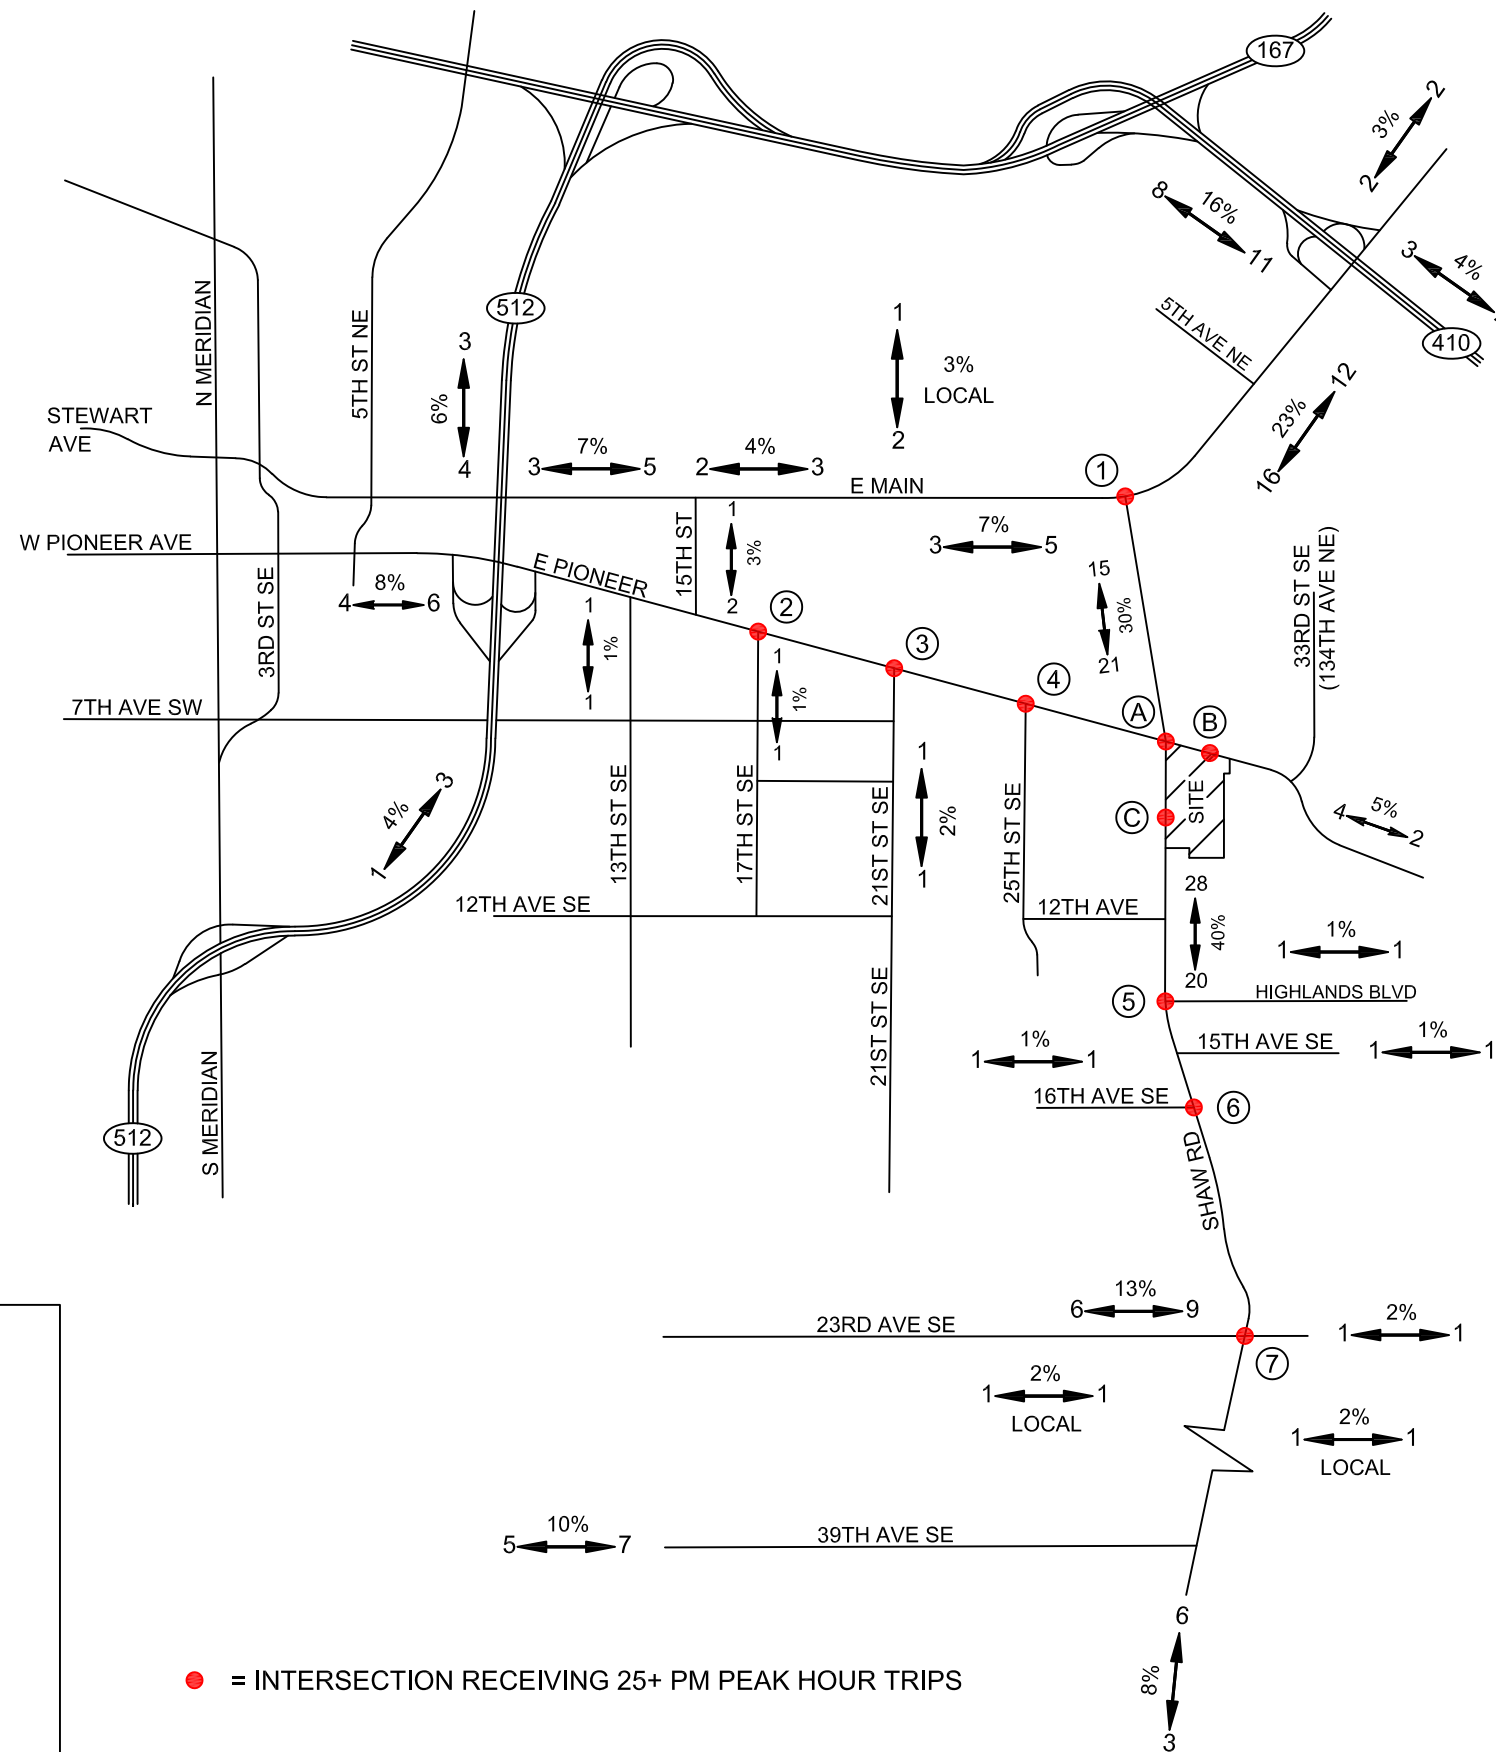 167
2
3%
2
8
16%
11
3
4%
410
N MERIDIAN
5TH ST NE
512
5TH AVE NE
1
3%
LOCAL
2
3
6%
4
12
23%
16
STEWART
AVE
7%
3
5
4%
2
3
E MAIN
1
W PIONEER AVE
E PIONEER
15TH ST
1
3%
2
7%
3
5
8%
4
6
3RD ST SE
1
1%
1
2
3
15
30%
21
33RD ST SE
(134TH AVE NE)
1
1%
1
4
A
B
7TH AVE SW
SITE
C
1
2%
1
3
4%
1
13TH ST SE
17TH ST SE
21ST ST SE
25TH ST SE
4
5%
2
12TH AVE SE
12TH AVE
28
40%
20
1%
1
1
5
HIGHLANDS BLVD
21ST ST SE
1%
1
1
15TH AVE SE
1%
1
1
16TH AVE SE
6
S MERIDIAN
512
SHAW RD
13%
6
9
23RD AVE SE
2%
1
1
7
2%
1
1
LOCAL
2%
1
1
LOCAL
10%
5
7
39TH AVE SE
6
8%
3
= INTERSECTION RECEIVING 25+ PM PEAK HOUR TRIPS